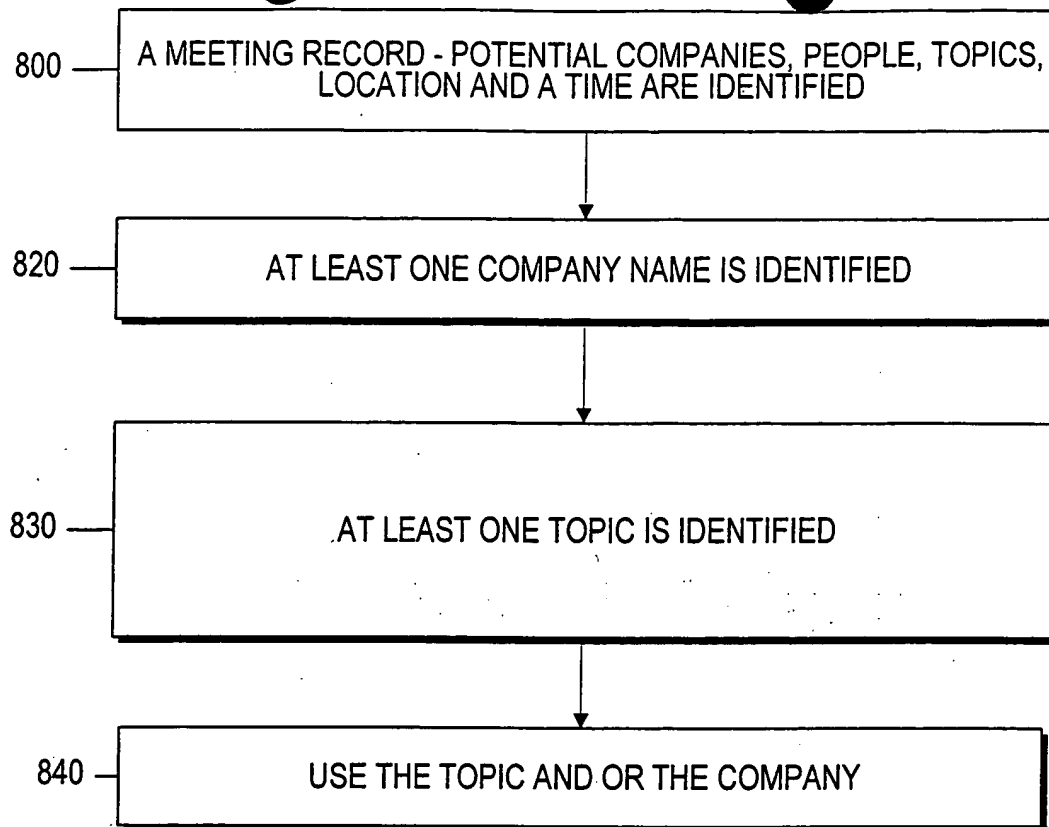 800
A MEETING RECORD - POTENTIAL COMPANIES, PEOPLE, TOPICS,
LOCATION AND A TIME ARE IDENTIFIED
820
AT LEAST ONE COMPANY NAME IS IDENTIFIED
830
AT LEAST ONE TOPIC IS IDENTIFIED
840
USE THE TOPIC AND OR THE COMPANY